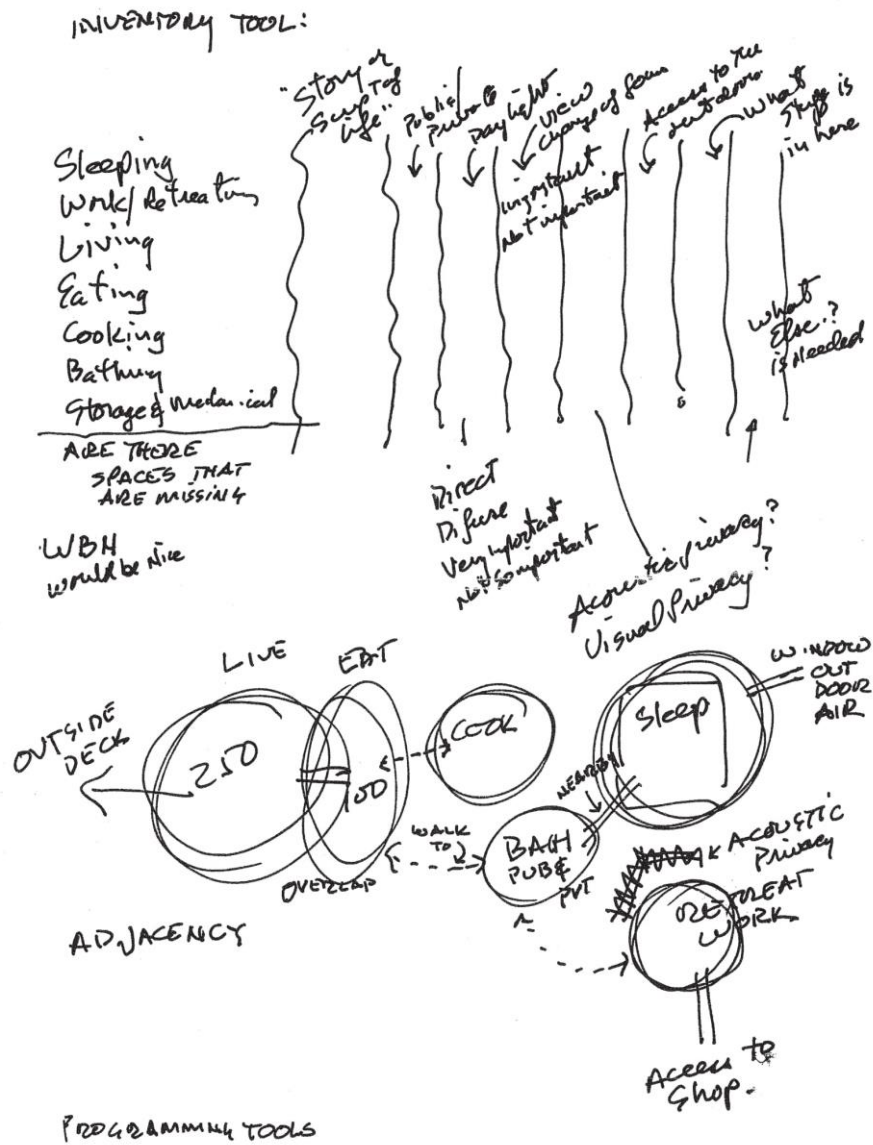 INVENTORY TOOL:
"Story or
Script of
Life"
Public/
Private
Daylight
View
change of
Access to the
outdoors
What
Stuff is
in here
important
Not important
Sleeping
Work/Retreating
Living
Eating
Cooking
Bathing
Storage & Mechanical
What
Else?
is Needed
ARE THERE
SPACES THAT
ARE MISSING
WBN
would be nice
Direct
Difuse
Very important
Not so important
Acoustic privacy?
Visual Privacy?
LIVE
EAT
OUTSIDE
DECK
250
100
COOK
Sleep
WINDOW
OUT
DOOR
AIR
NEARBY
WALK
TO
BATH
PUB &
PVT
OVERLAP
ACOUSTIC
Privacy
RETREAT
WORK
ADJACENCY
Access to
Shop.
PROGRAMMING TOOLS